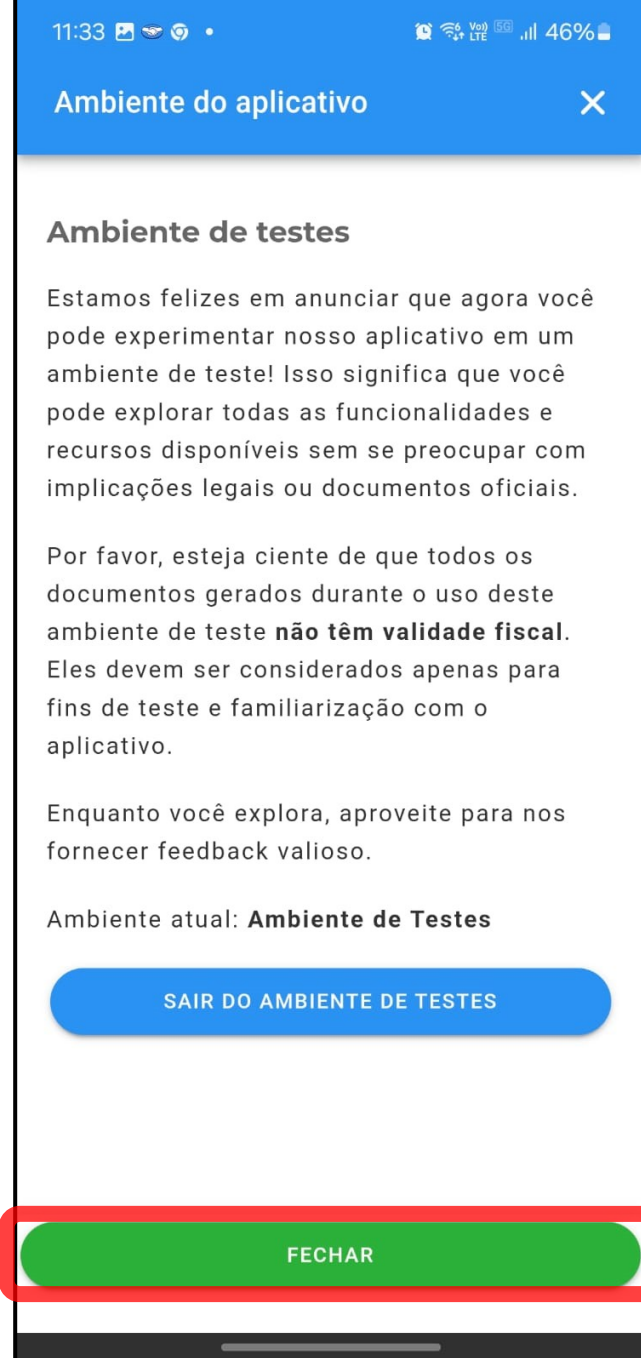 11:33 Vo)) LTE 5G 46%
Ambiente do aplicativo
Ambiente de testes
Estamos felizes em anunciar que agora você
pode experimentar nosso aplicativo em um
ambiente de teste! Isso significa que você
pode explorar todas as funcionalidades e
recursos disponíveis sem se preocupar com
implicações legais ou documentos oficiais.
Por favor, esteja ciente de que todos os
documentos gerados durante o uso deste
ambiente de teste não têm validade fiscal.
Eles devem ser considerados apenas para
fins de teste e familiarização com o
aplicativo.
Enquanto você explora, aproveite para nos
fornecer feedback valioso.
Ambiente atual: Ambiente de Testes
SAIR DO AMBIENTE DE TESTES
FECHAR